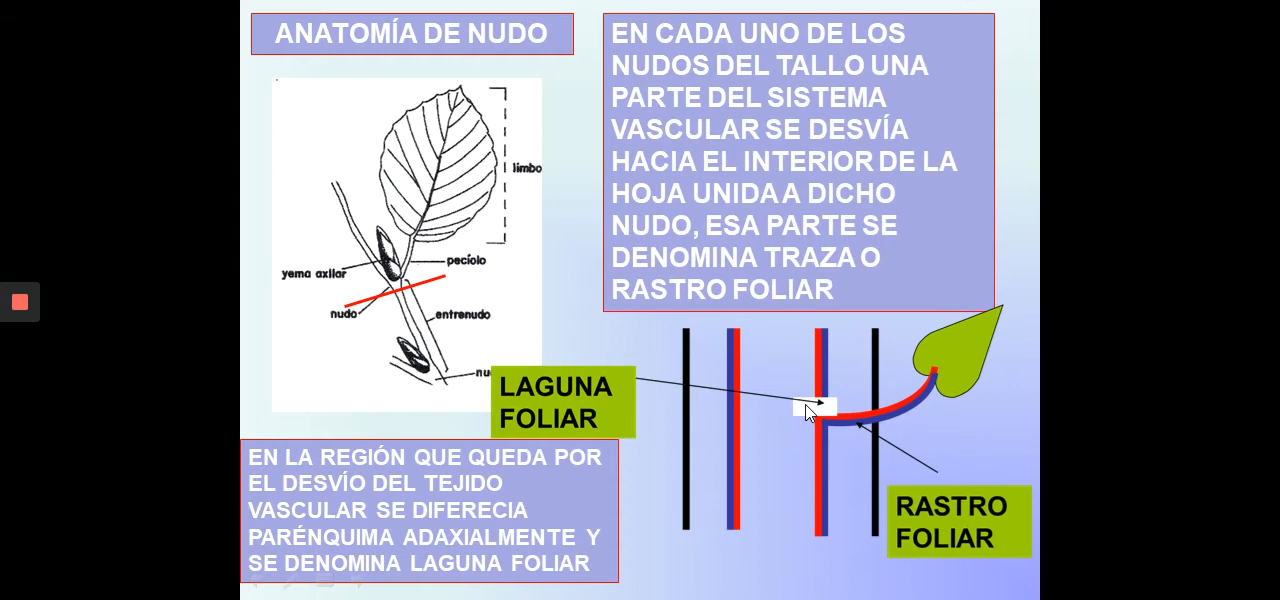 ANATOMÍA DE NUDO
limbo
yema axilar
pecíolo
nudo
entrenudo
EN CADA UNO DE LOS
NUDOS DEL TALLO UNA
PARTE DEL SISTEMA
VASCULAR SE DESVÍA
HACIA EL INTERIOR DE LA
HOJA UNIDA A DICHO
NUDO, ESA PARTE SE
DENOMINA TRAZA O
RASTRO FOLIAR
LAGUNA
FOLIAR
RASTRO
FOLIAR
EN LA REGIÓN QUE QUEDA POR
EL DESVÍO DEL TEJIDO
VASCULAR SE DIFERECIA
PARÉNQUIMA ADAXIALMENTE Y
SE DENOMINA LAGUNA FOLIAR